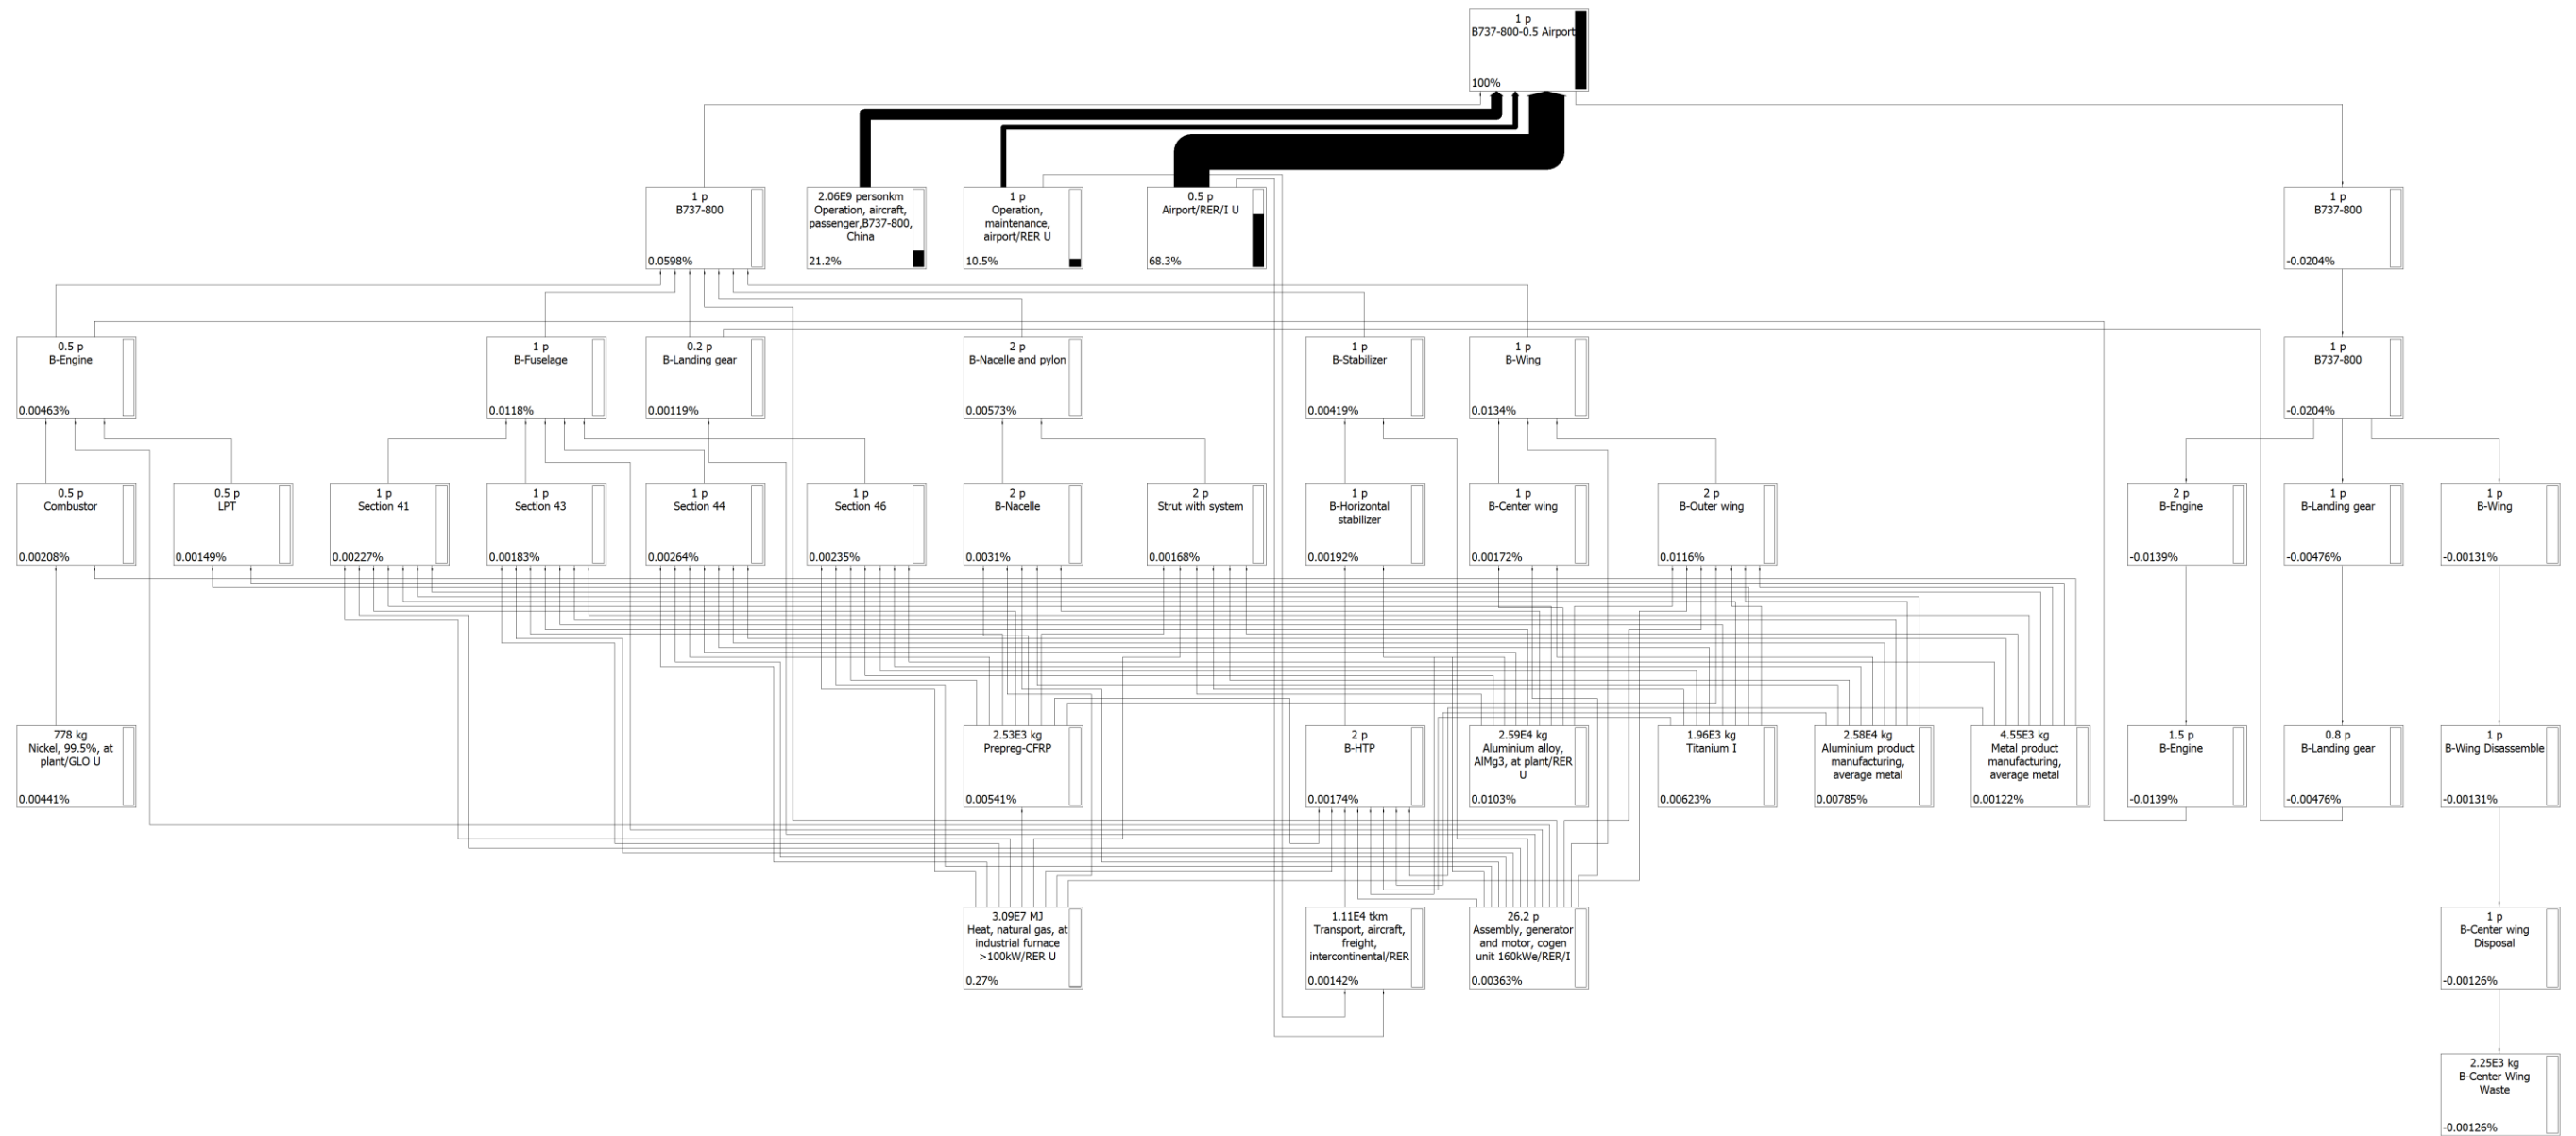 1 p
B737-800-0.5 Airport
100%
1 p
B737-800
0.0598%
2.06E9 personkm
Operation, aircraft,
passenger,B737-800,
China
21.2%
1 p
Operation,
maintenance,
airport/RER U
10.5%
0.5 p
Airport/RER/I U
68.3%
1 p
B737-800
-0.0204%
0.5 p
B-Engine
0.00463%
1 p
B-Fuselage
0.0118%
0.2 p
B-Landing gear
0.00119%
2 p
B-Nacelle and pylon
0.00573%
1 p
B-Stabilizer
0.00419%
1 p
B-Wing
0.0134%
1 p
B737-800
-0.0204%
0.5 p
Combustor
0.00208%
0.5 p
LPT
0.00149%
1 p
Section 41
0.00227%
1 p
Section 43
0.00183%
1 p
Section 44
0.00264%
1 p
Section 46
0.00235%
2 p
B-Nacelle
0.0031%
2 p
Strut with system
0.00168%
1 p
B-Horizontal
stabilizer
0.00192%
1 p
B-Center wing
0.00172%
2 p
B-Outer wing
0.0116%
2 p
B-Engine
-0.0139%
1 p
B-Landing gear
-0.00476%
1 p
B-Wing
-0.00131%
778 kg
Nickel, 99.5%, at
plant/GLO U
0.00441%
2.53E3 kg
Prepreg-CFRP
0.00541%
2 p
B-HTP
0.00174%
2.59E4 kg
Aluminium alloy,
AlMg3, at plant/RER
U
0.0103%
1.96E3 kg
Titanium I
0.00623%
2.58E4 kg
Aluminium product
manufacturing,
average metal
0.00785%
4.55E3 kg
Metal product
manufacturing,
average metal
0.00122%
1.5 p
B-Engine
-0.0139%
0.8 p
B-Landing gear
-0.00476%
1 p
B-Wing Disassemble
-0.00131%
3.09E7 MJ
Heat, natural gas, at
industrial furnace
>100kW/RER U
0.27%
1.11E4 tkm
Transport, aircraft,
freight,
intercontinental/RER
0.00142%
26.2 p
Assembly, generator
and motor, cogen
unit 160kWe/RER/I
0.00363%
1 p
B-Center wing
Disposal
-0.00126%
2.25E3 kg
B-Center Wing
Waste
-0.00126%